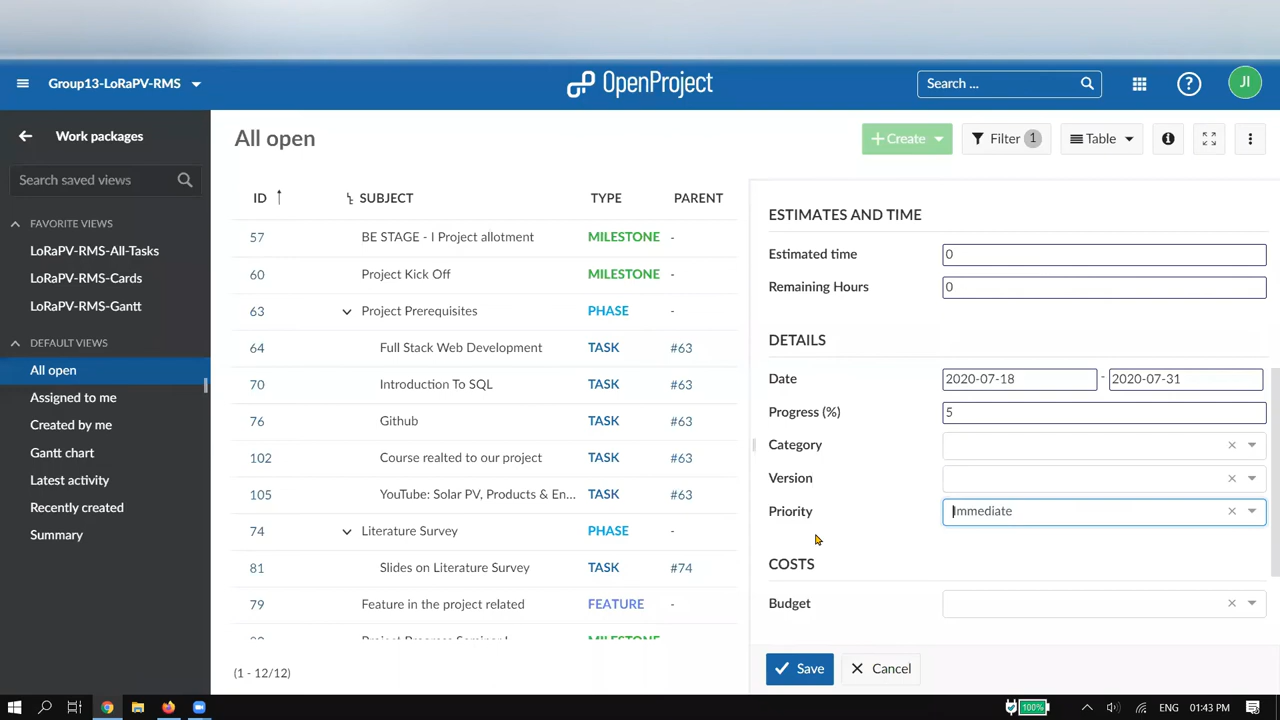 Group13-LoRaPV-RMS
OpenProject
Search ...
?
JI
Work packages
Search saved views
FAVORITE VIEWS
LoRaPV-RMS-All-Tasks
LoRaPV-RMS-Cards
LoRaPV-RMS-Gantt
DEFAULT VIEWS
All open
Assigned to me
Created by me
Gantt chart
Latest activity
Recently created
Summary
All open
+ Create
Filter 1
Table
ID SUBJECT TYPE PARENT
57 BE STAGE - I Project allotment MILESTONE -
60 Project Kick Off MILESTONE -
63 Project Prerequisites PHASE -
64 Full Stack Web Development TASK #63
70 Introduction To SQL TASK #63
76 Github TASK #63
102 Course realted to our project TASK #63
105 YouTube: Solar PV, Products & En... TASK #63
74 Literature Survey PHASE -
81 Slides on Literature Survey TASK #74
79 Feature in the project related FEATURE -
(1 - 12/12)
ESTIMATES AND TIME
Estimated time 0
Remaining Hours 0
DETAILS
Date 2020-07-18 - 2020-07-31
Progress (%) 5
Category
Version
Priority Immediate
COSTS
Budget
Save Cancel
100% ENG 01:43 PM